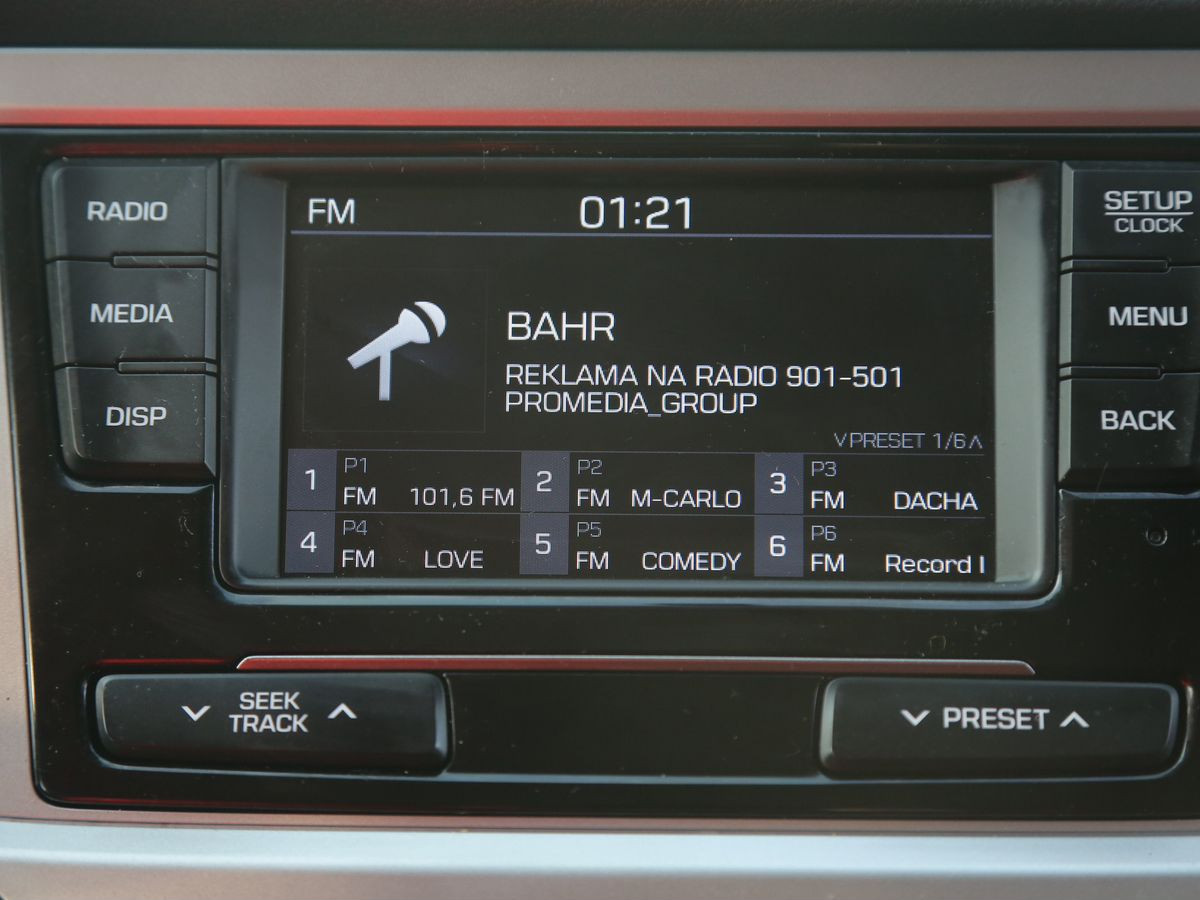 RADIO
MEDIA
DISP
FM 01:21
BAHR
REKLAMA NA RADIO 901-501
PROMEDIA_GROUP
PRESET 1/6
1 P1 FM 101,6 FM
2 P2 FM M-CARLO
3 P3 FM DACHA
4 P4 FM LOVE
5 P5 FM COMEDY
6 P6 FM Record I
SETUP
CLOCK
MENU
BACK
SEEK
TRACK
PRESET